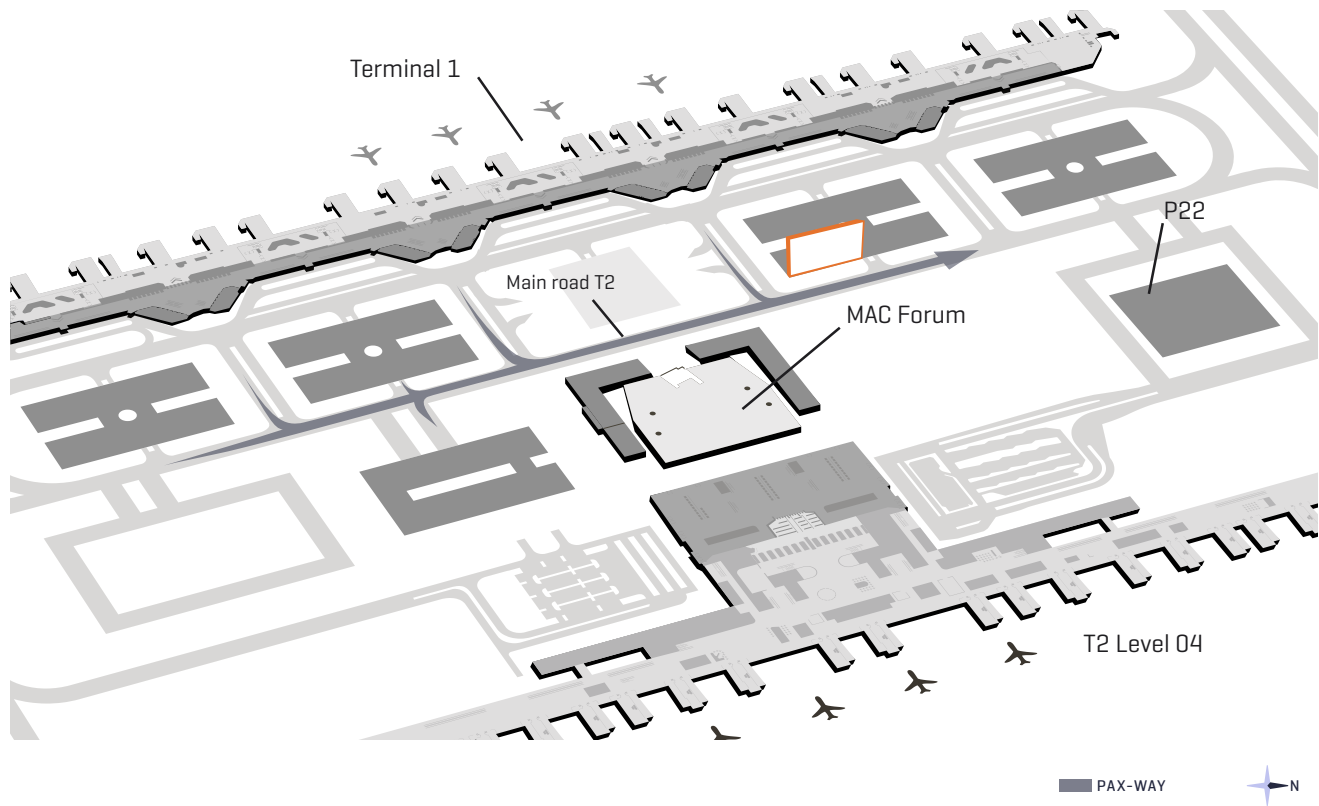 Terminal 1
P22
Main road T2
MAC Forum
T2 Level 04
PAX-WAY
N